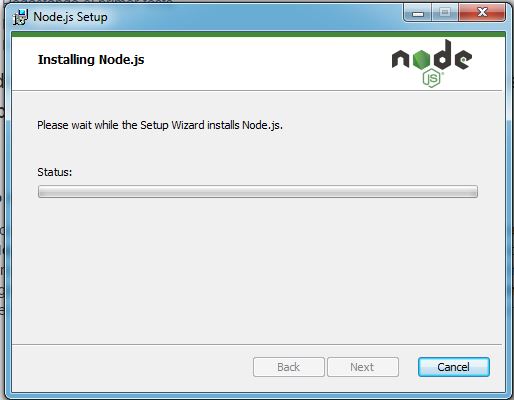 Node.js Setup
Installing Node.js
node
JS
Please wait while the Setup Wizard installs Node.js.
Status:
Back
Next
Cancel